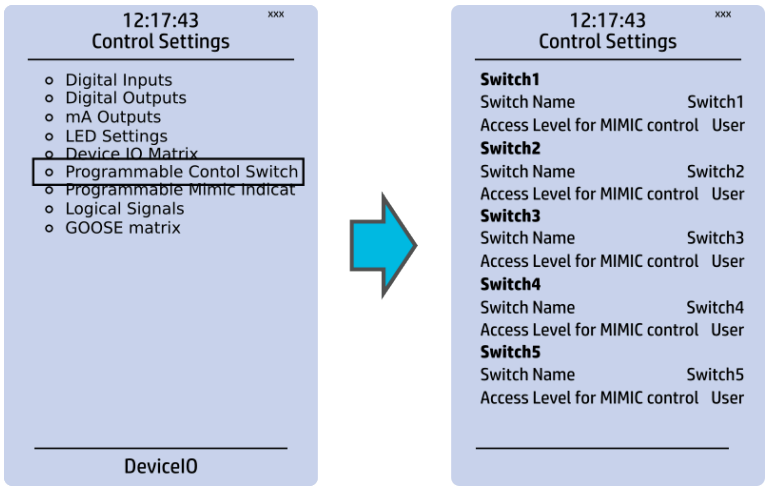 12:17:43
xxx
Control Settings
Digital Inputs
Digital Outputs
mA Outputs
LED Settings
Device IO Matrix
Programmable Contol Switch
Programmable Mimic Indicat
Logical Signals
GOOSE matrix
DeviceIO
12:17:43
xxx
Control Settings
Switch1
Switch Name Switch1
Access Level for MIMIC control User
Switch2
Switch Name Switch2
Access Level for MIMIC control User
Switch3
Switch Name Switch3
Access Level for MIMIC control User
Switch4
Switch Name Switch4
Access Level for MIMIC control User
Switch5
Switch Name Switch5
Access Level for MIMIC control User